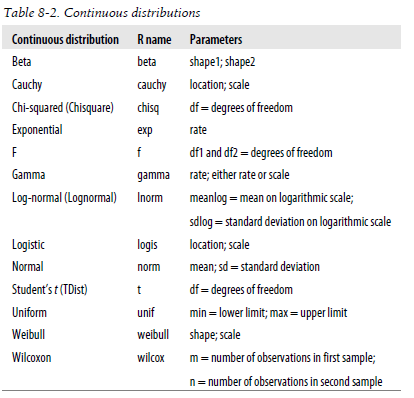 Table 8-2. Continuous distributions
Continuous distribution R name Parameters
Beta beta shape1; shape2
Cauchy cauchy location; scale
Chi-squared (Chisquare) chisq df = degrees of freedom
Exponential exp rate
F f df1 and df2 = degrees of freedom
Gamma gamma rate; either rate or scale
Log-normal (Lognormal) lnorm meanlog = mean on logarithmic scale;
sdlog = standard deviation on logarithmic scale
Logistic logis location; scale
Normal norm mean; sd = standard deviation
Student's t (TDist) t df = degrees of freedom
Uniform unif min = lower limit; max = upper limit
Weibull weibull shape; scale
Wilcoxon wilcox m = number of observations in first sample;
n = number of observations in second sample